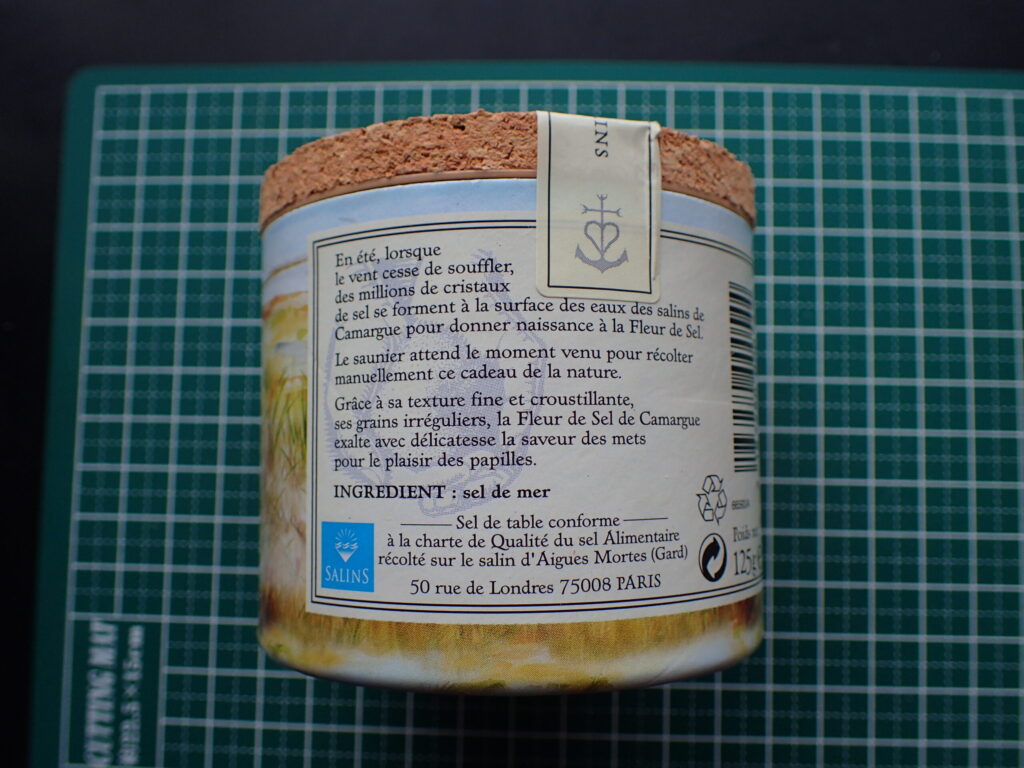 INS
En été, lorsque
le vent cesse de souffler,
des millions de cristaux
de sel se forment à la surface des eaux des salins de
Camargue pour donner naissance à la Fleur de Sel.
Le saunier attend le moment venu pour récolter
manuellement ce cadeau de la nature.
Grâce à sa texture fine et croustillante,
ses grains irréguliers, la Fleur de Sel de Camargue
exalte avec délicatesse la saveur des mets
pour le plaisir des papilles.
INGREDIENT : sel de mer
Sel de table conforme
à la charte de Qualité du sel Alimentaire
récolté sur le salin d'Aigues Mortes (Gard)
50 rue de Londres 75008 PARIS
SALINS
Poids
125g
CUTTING MAT